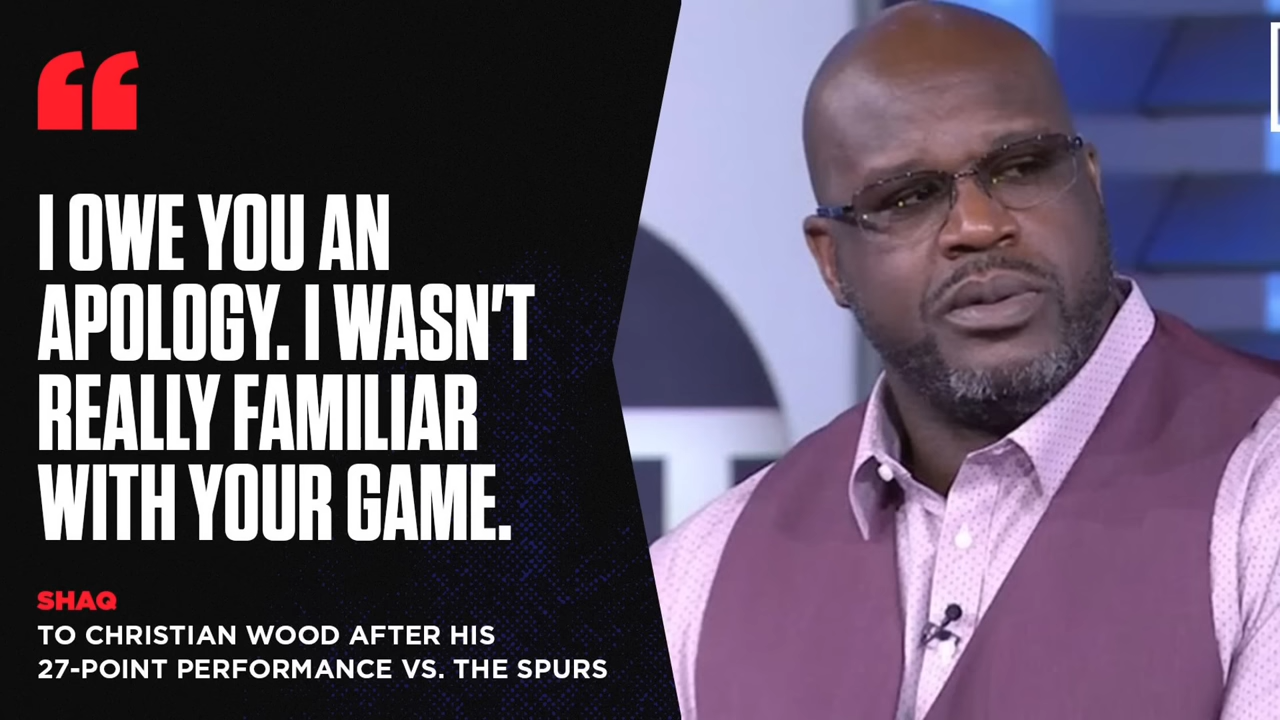 I OWE YOU AN
APOLOGY. I WASN'T
REALLY FAMILIAR
WITH YOUR GAME.
SHAQ
TO CHRISTIAN WOOD AFTER HIS
27-POINT PERFORMANCE VS. THE SPURS